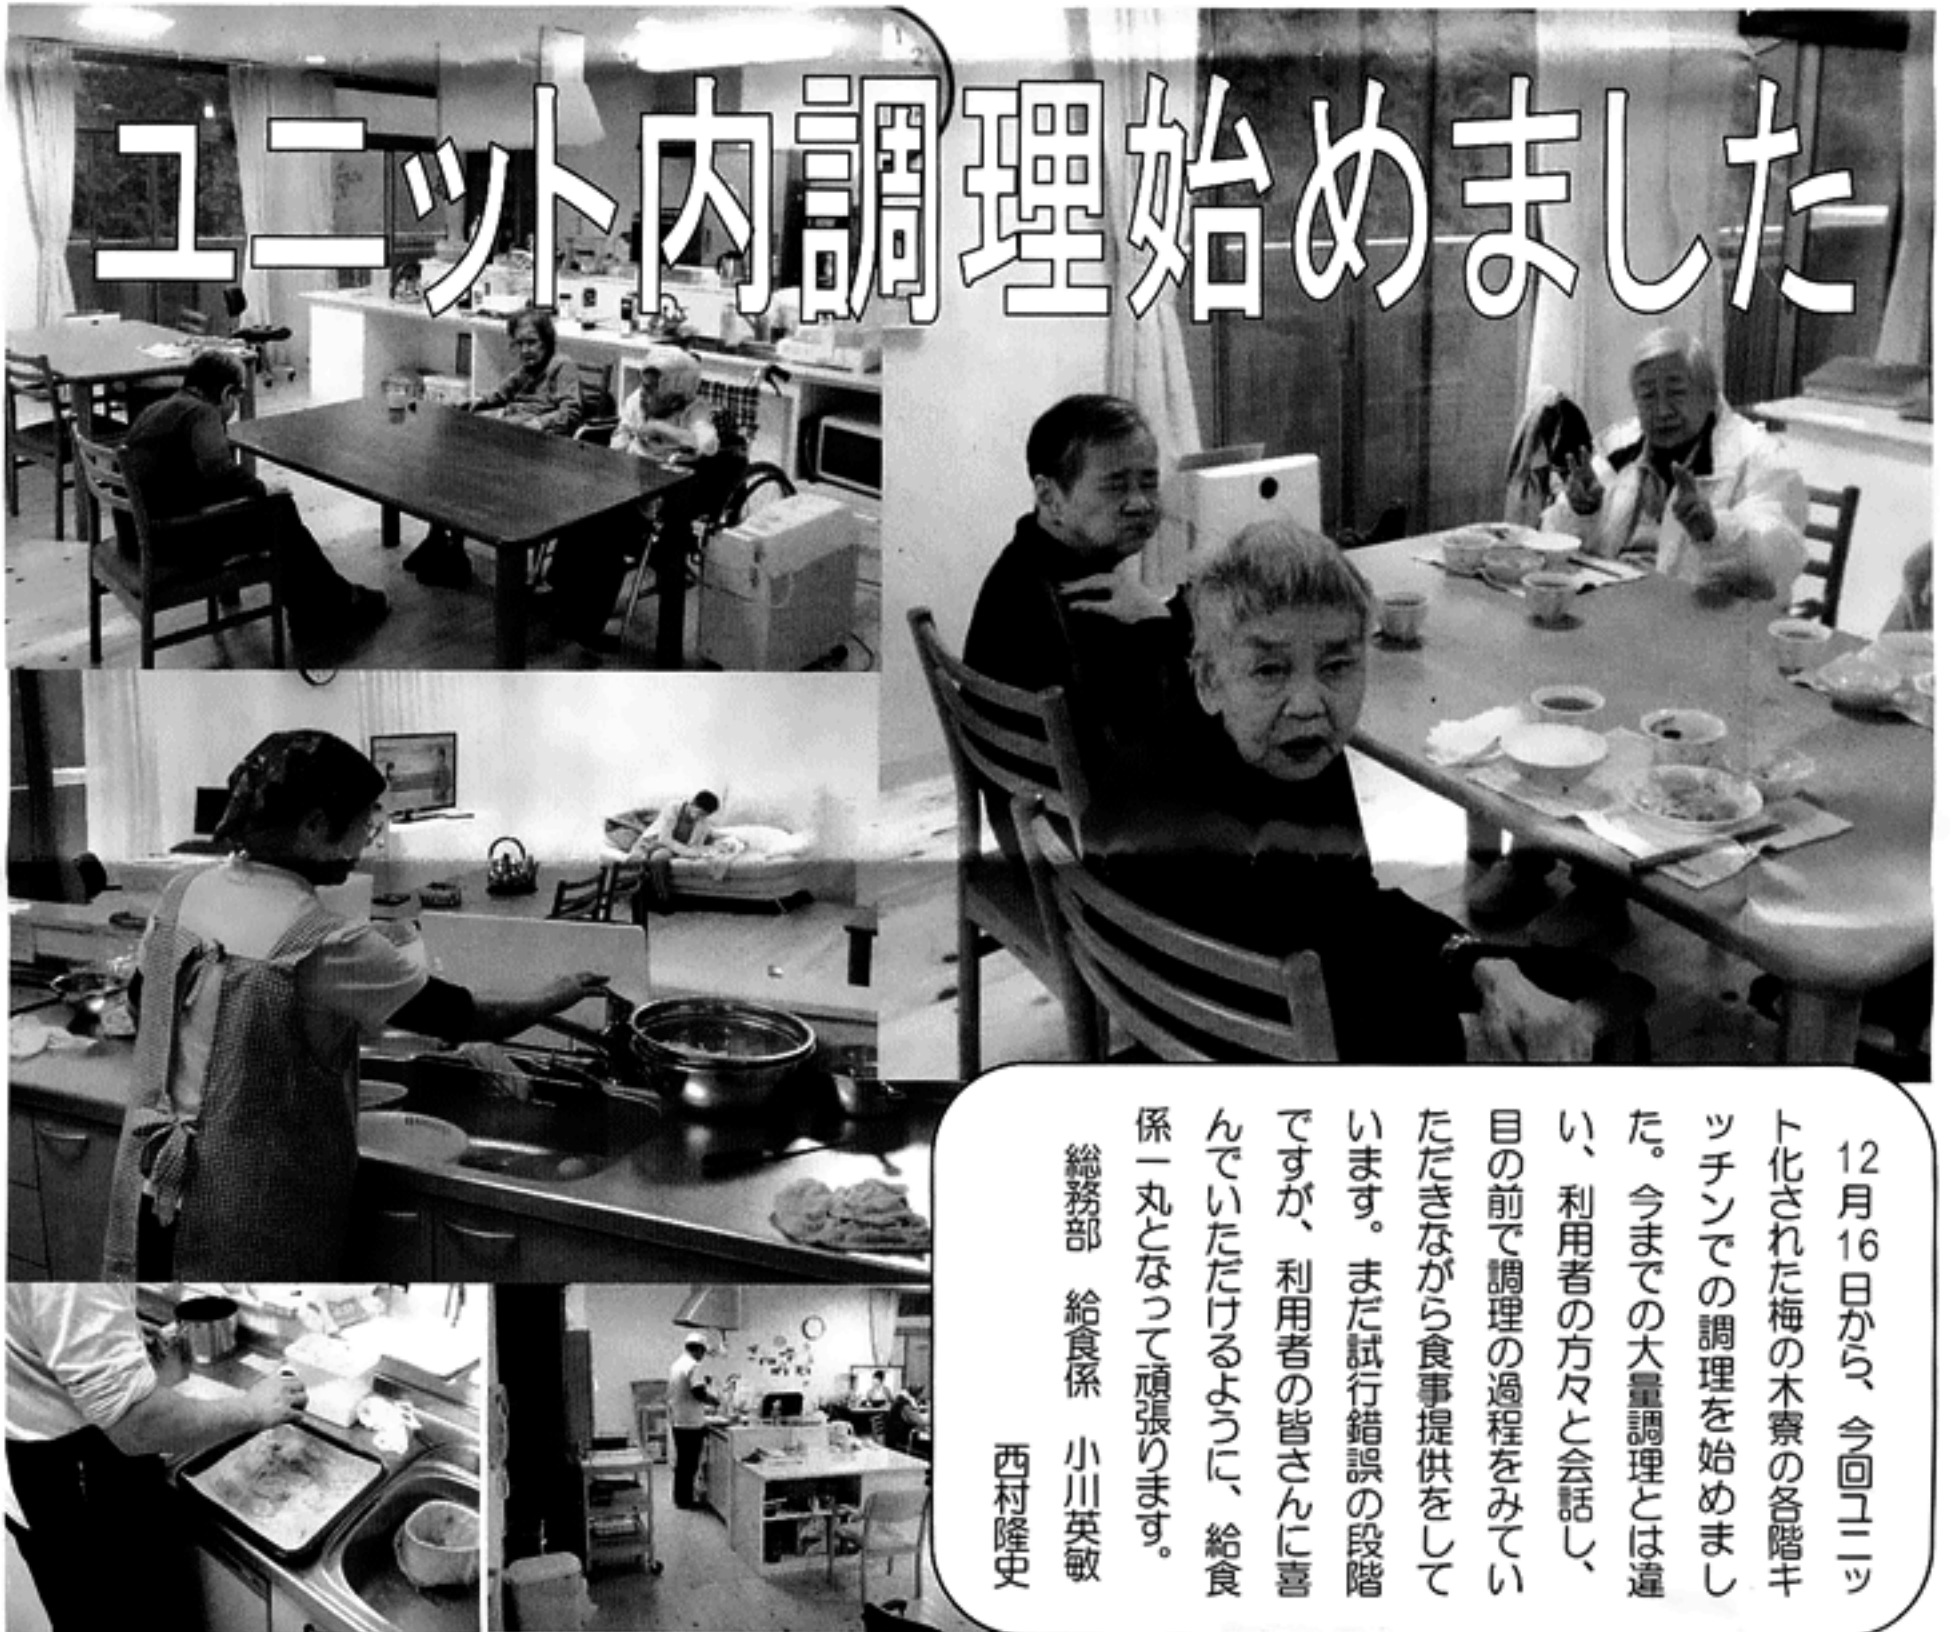 ユニット内調理始めました
12月16日から、今回ユニッ
ト化された梅の木寮の各階キ
ッチンでの調理を始めまし
た。今までの大量調理とは違
い、利用者の方々と会話し、
目の前で調理の過程をみてい
ただきながら食事提供をして
います。まだ試行錯誤の段階
ですが、利用者の皆さんに喜
んでいただけるように、給食
係一丸となって頑張ります。
総務部 給食係 小川英敏
西村隆史